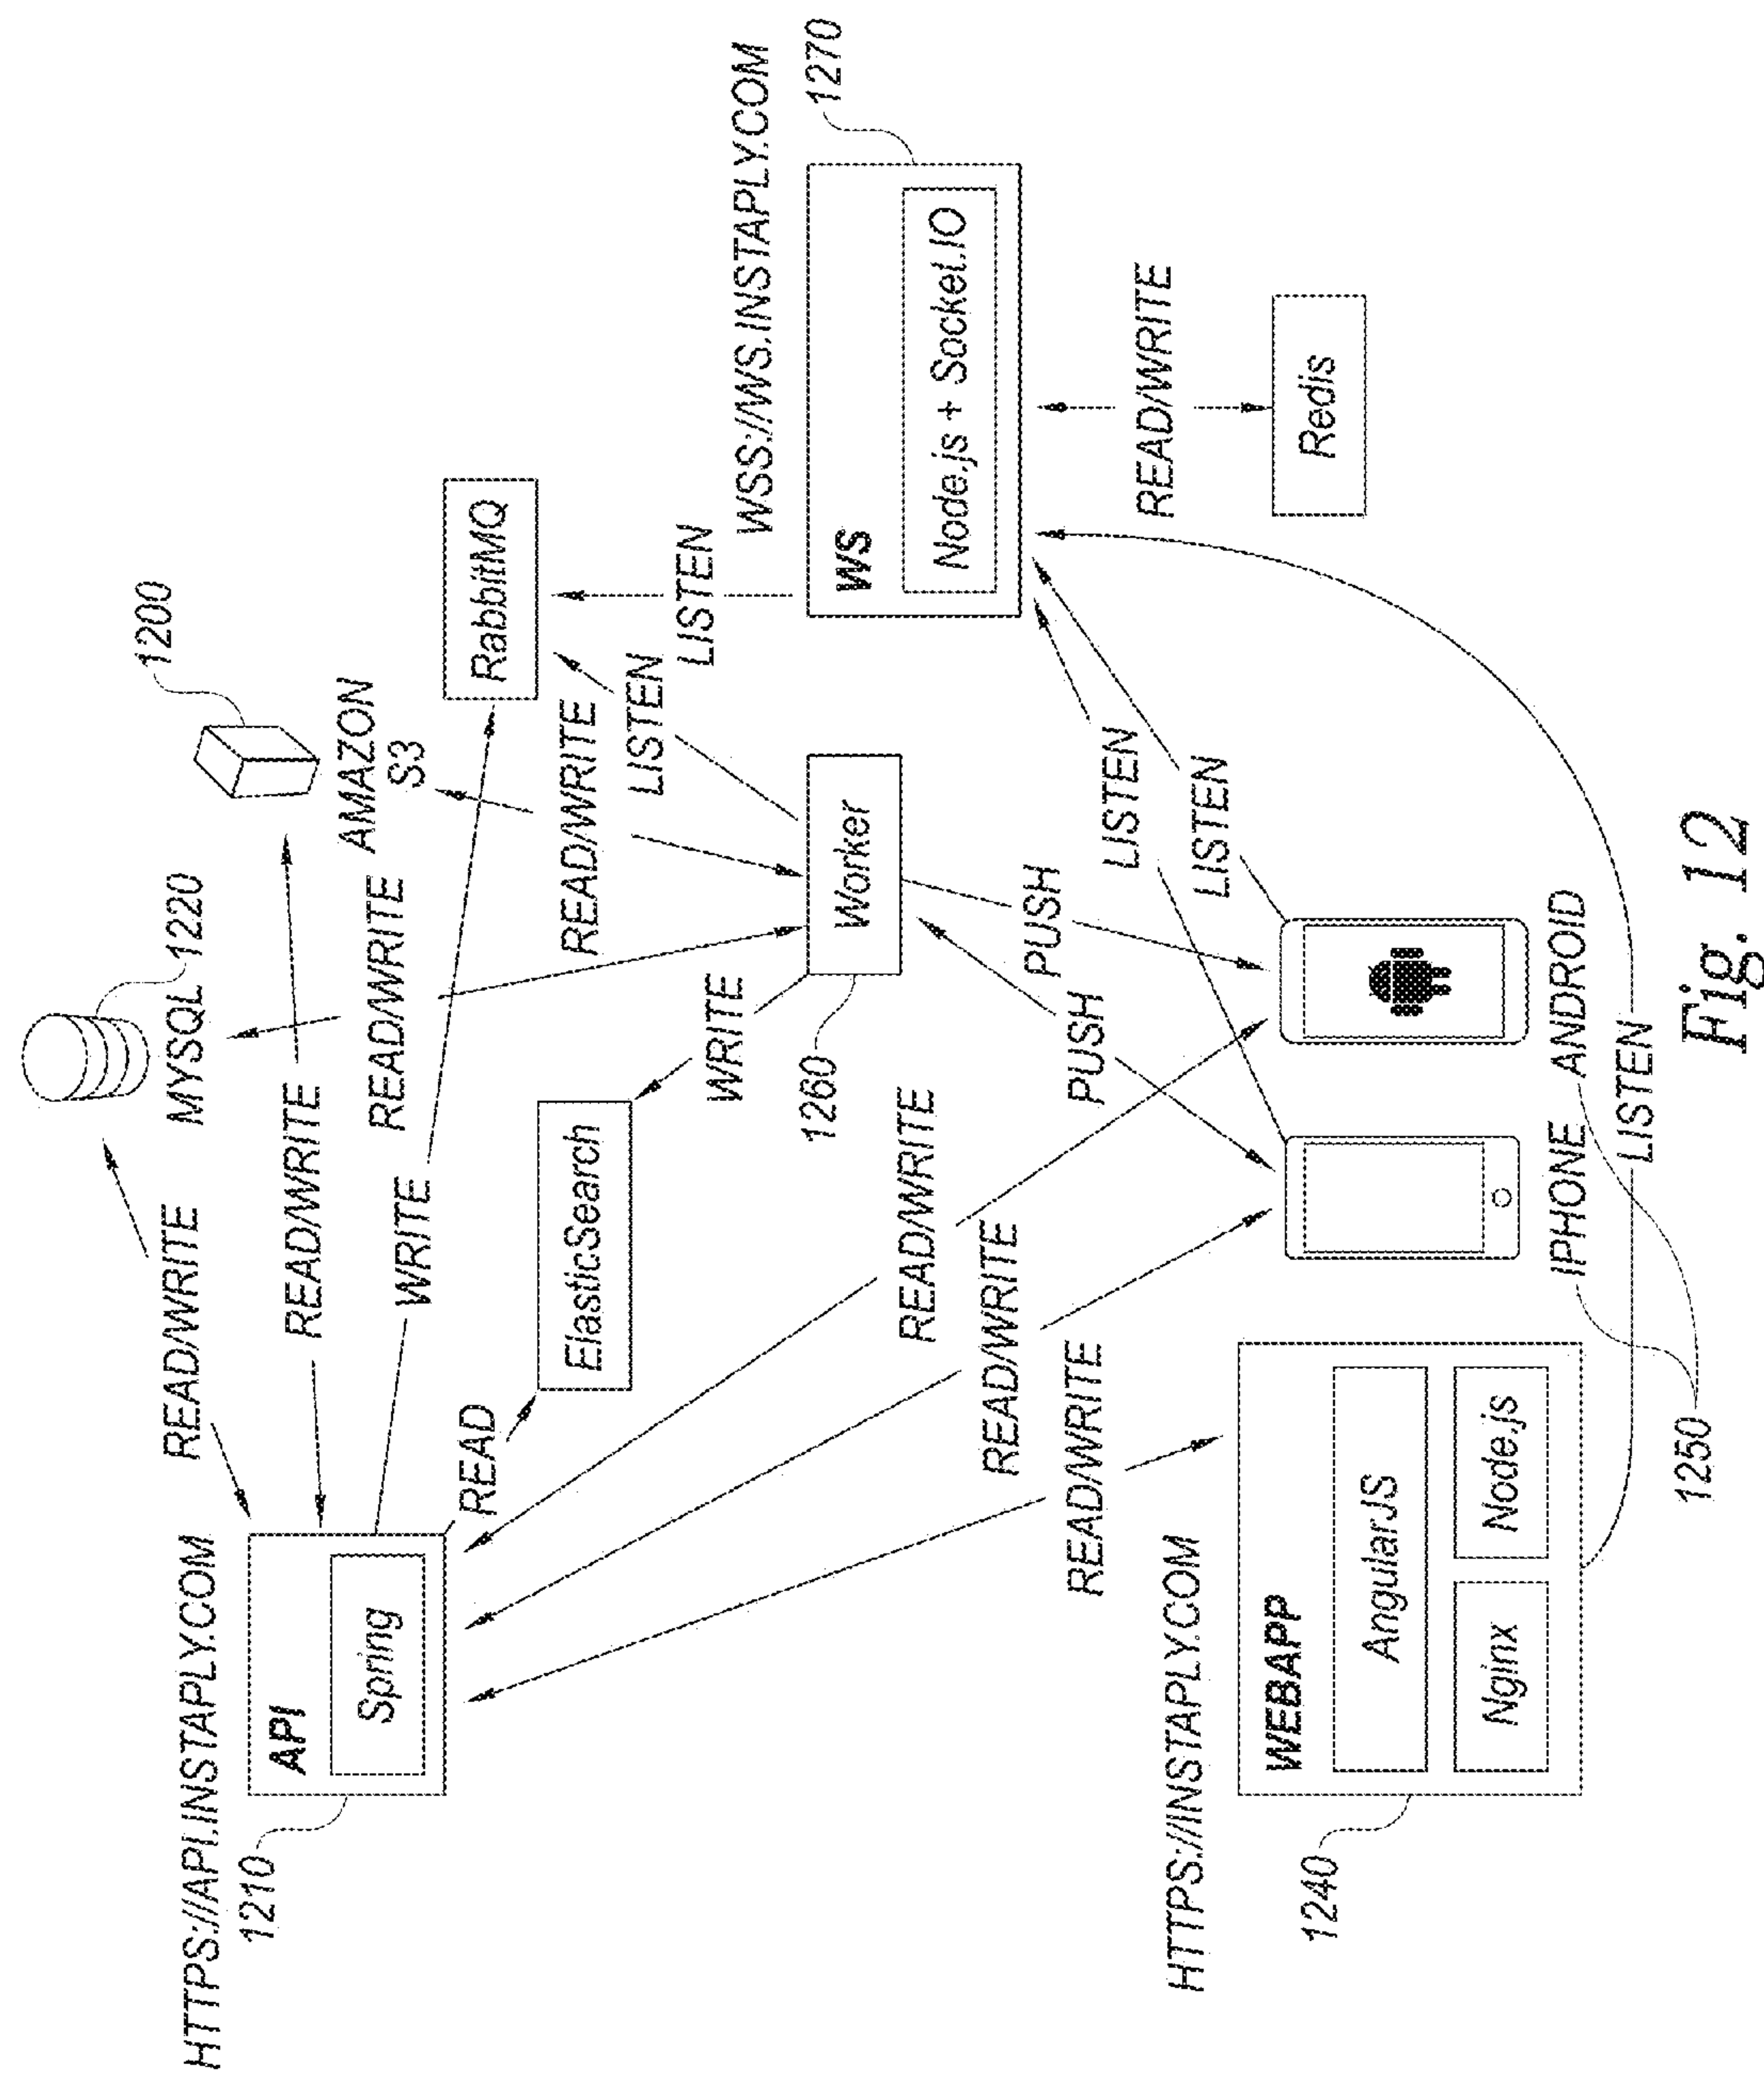 MYSQL
1220
1200
AMAZON
S3
READ/WRITE
READ/WRITE
READ/WRITE
WRITE
HTTPS://API.INSTAPLY.COM
API
Spring
1210
READ
ElasticSearch
WRITE
RabbitMQ
READ/WRITE
LISTEN
LISTEN
WSS://WS.INSTAPLY.COM
1270
WS
Node.js + Socket.IO
Worker
1260
READ/WRITE
READ/WRITE
READ/WRITE
PUSH
PUSH
LISTEN
LISTEN
READ/WRITE
Redis
HTTPS://INSTAPLY.COM
WEBAPP
AngularJS
Nginx
Node.js
1240
IPHONE
ANDROID
1250
LISTEN
Fig. 12